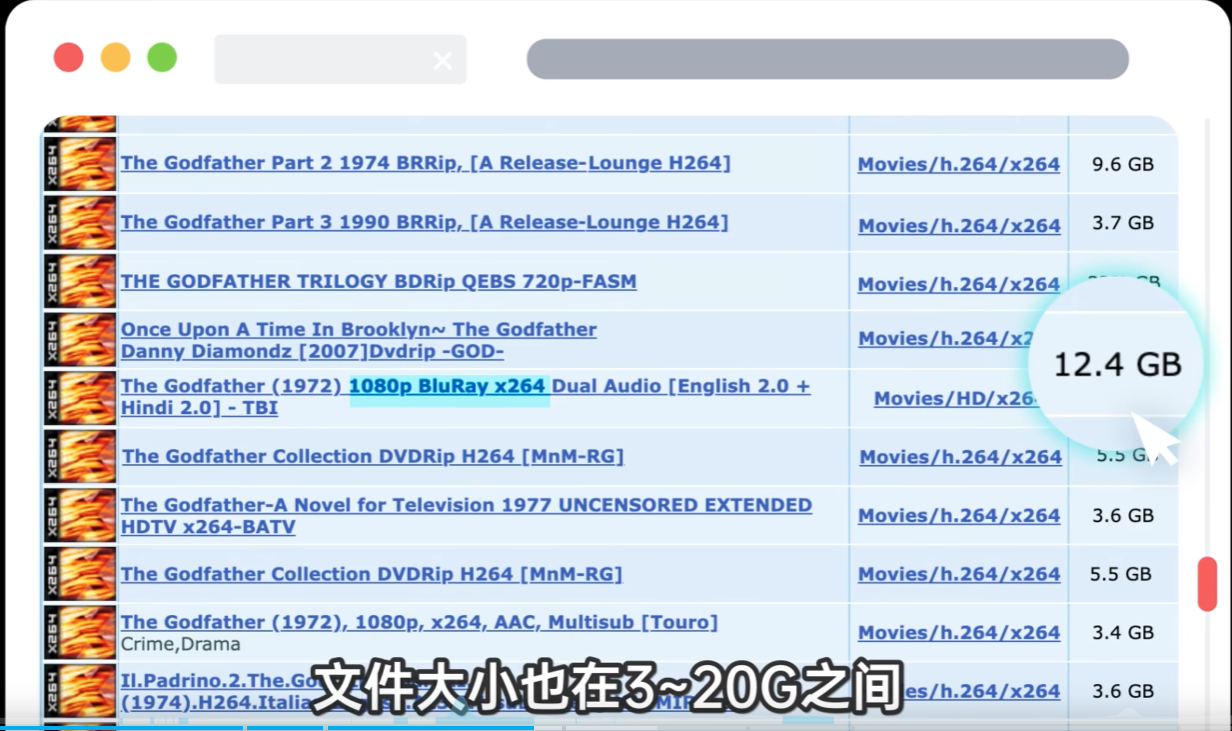 X264
The Godfather Part 2 1974 BRRip, [A Release-Lounge H264]
Movies/h.264/x264
9.6 GB
X264
The Godfather Part 3 1990 BRRip, [A Release-Lounge H264]
Movies/h.264/x264
3.7 GB
X264
THE GODFATHER TRILOGY BDRip QEBS 720p-FASM
Movies/h.264/x264
GB
X264
Once Upon A Time In Brooklyn~ The Godfather
Danny Diamondz [2007]Dvdrip -GOD-
Movies/h.264/x2
X264
The Godfather (1972) 1080p BluRay x264 Dual Audio [English 2.0 +
Hindi 2.0] - TBI
Movies/HD/x26
12.4 GB
X264
The Godfather Collection DVDRip H264 [MnM-RG]
Movies/h.264/x264
5.5 G
X264
The Godfather-A Novel for Television 1977 UNCENSORED EXTENDED
HDTV x264-BATV
Movies/h.264/x264
3.6 GB
X264
The Godfather Collection DVDRip H264 [MnM-RG]
Movies/h.264/x264
5.5 GB
X264
The Godfather (1972), 1080p, x264, AAC, Multisub [Touro]
Crime,Drama
Movies/h.264/x264
3.4 GB
X264
Il.Padrino.2.The.Go
(1974).H264.Italia
es/h.264/x264
3.6 GB
文件大小也在3~20G之间